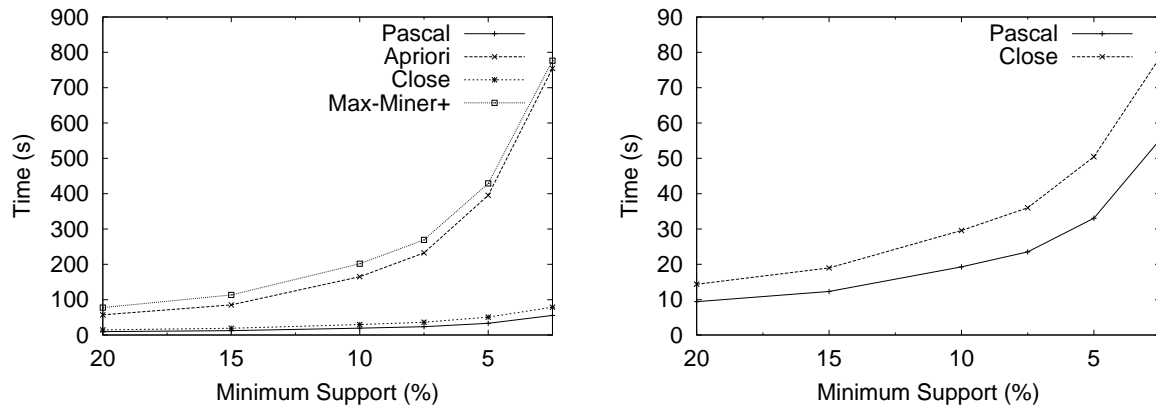 900
800
700
600
500
400
300
200
100
0
Time (s)
Pascal
Apriori
Close
Max-Miner+
20 15 10 5
Minimum Support (%)
90
80
70
60
50
40
30
20
10
0
Time (s)
Pascal
Close
20 15 10 5
Minimum Support (%)